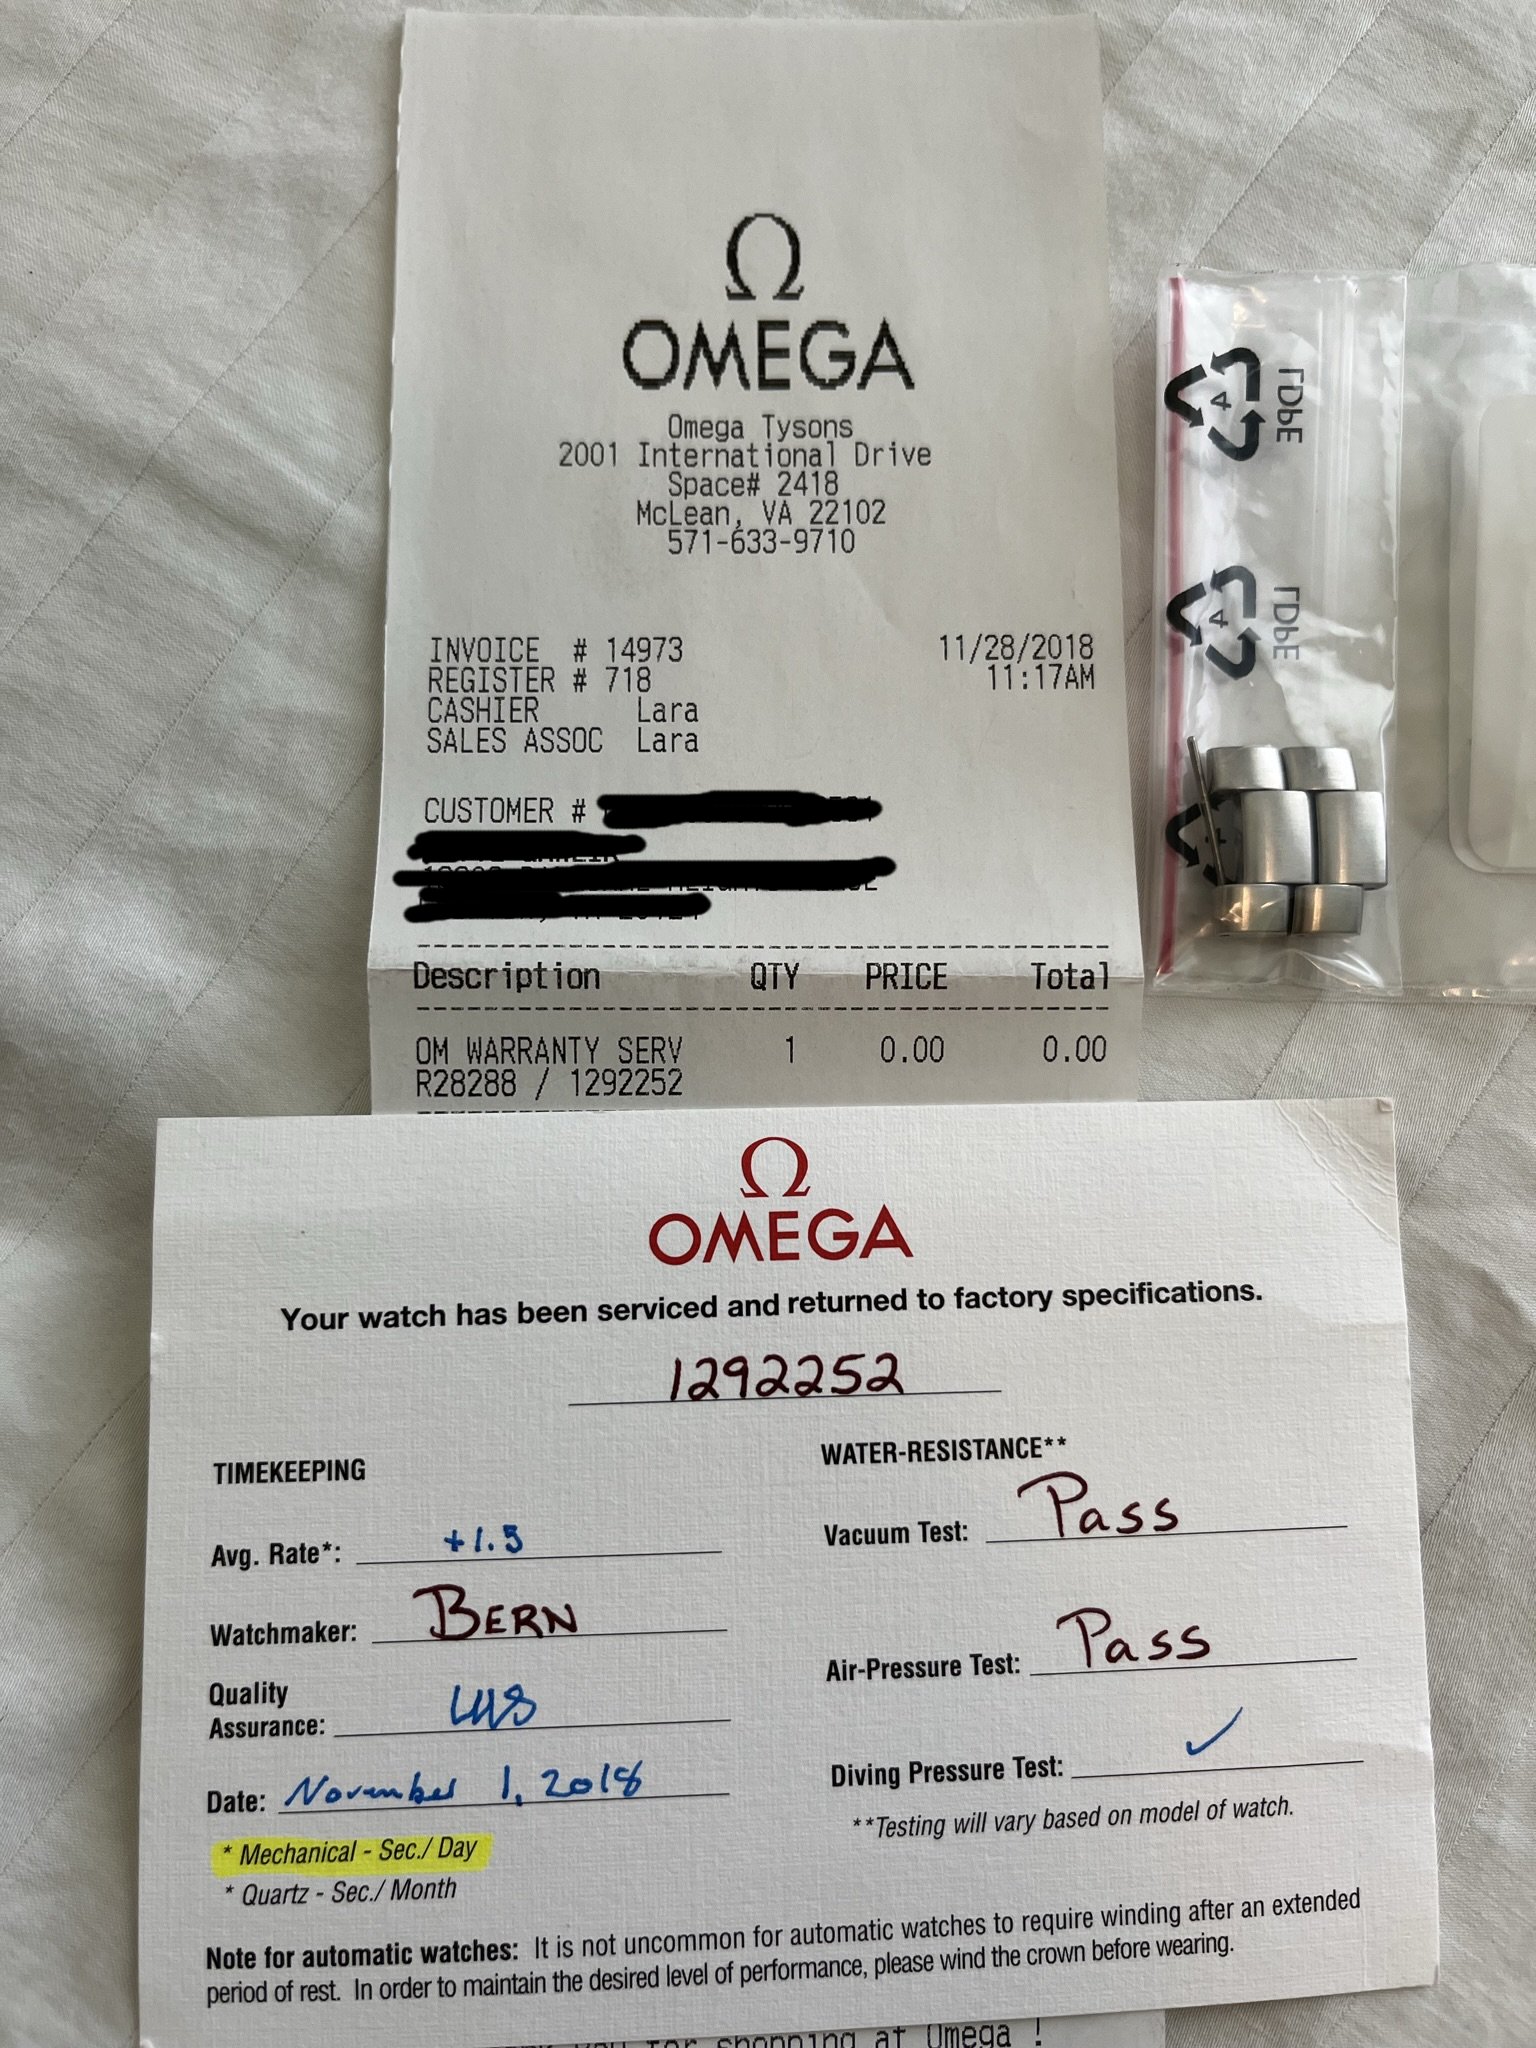 Ω
OMEGA
Omega Tysons
2001 International Drive
Space# 2418
McLean, VA 22102
571-633-9710
INVOICE # 14973 11/28/2018
REGISTER # 718 11:17AM
CASHIER Lara
SALES ASSOC Lara
CUSTOMER #
Description QTY PRICE Total
OM WARRANTY SERV 1 0.00 0.00
R28288 / 1292252
LDPE
LDPE
Ω
OMEGA
Your watch has been serviced and returned to factory specifications.
1292252
TIMEKEEPING
Avg. Rate*: +1.5
Watchmaker: BERN
Quality
Assurance:
Date: November 1, 2018
* Mechanical - Sec./ Day
* Quartz - Sec./ Month
WATER-RESISTANCE**
Vacuum Test: Pass
Air-Pressure Test: Pass
Diving Pressure Test: ✓
**Testing will vary based on model of watch.
Note for automatic watches: It is not uncommon for automatic watches to require winding after an extended
period of rest. In order to maintain the desired level of performance, please wind the crown before wearing.
you for shopping at Omega !